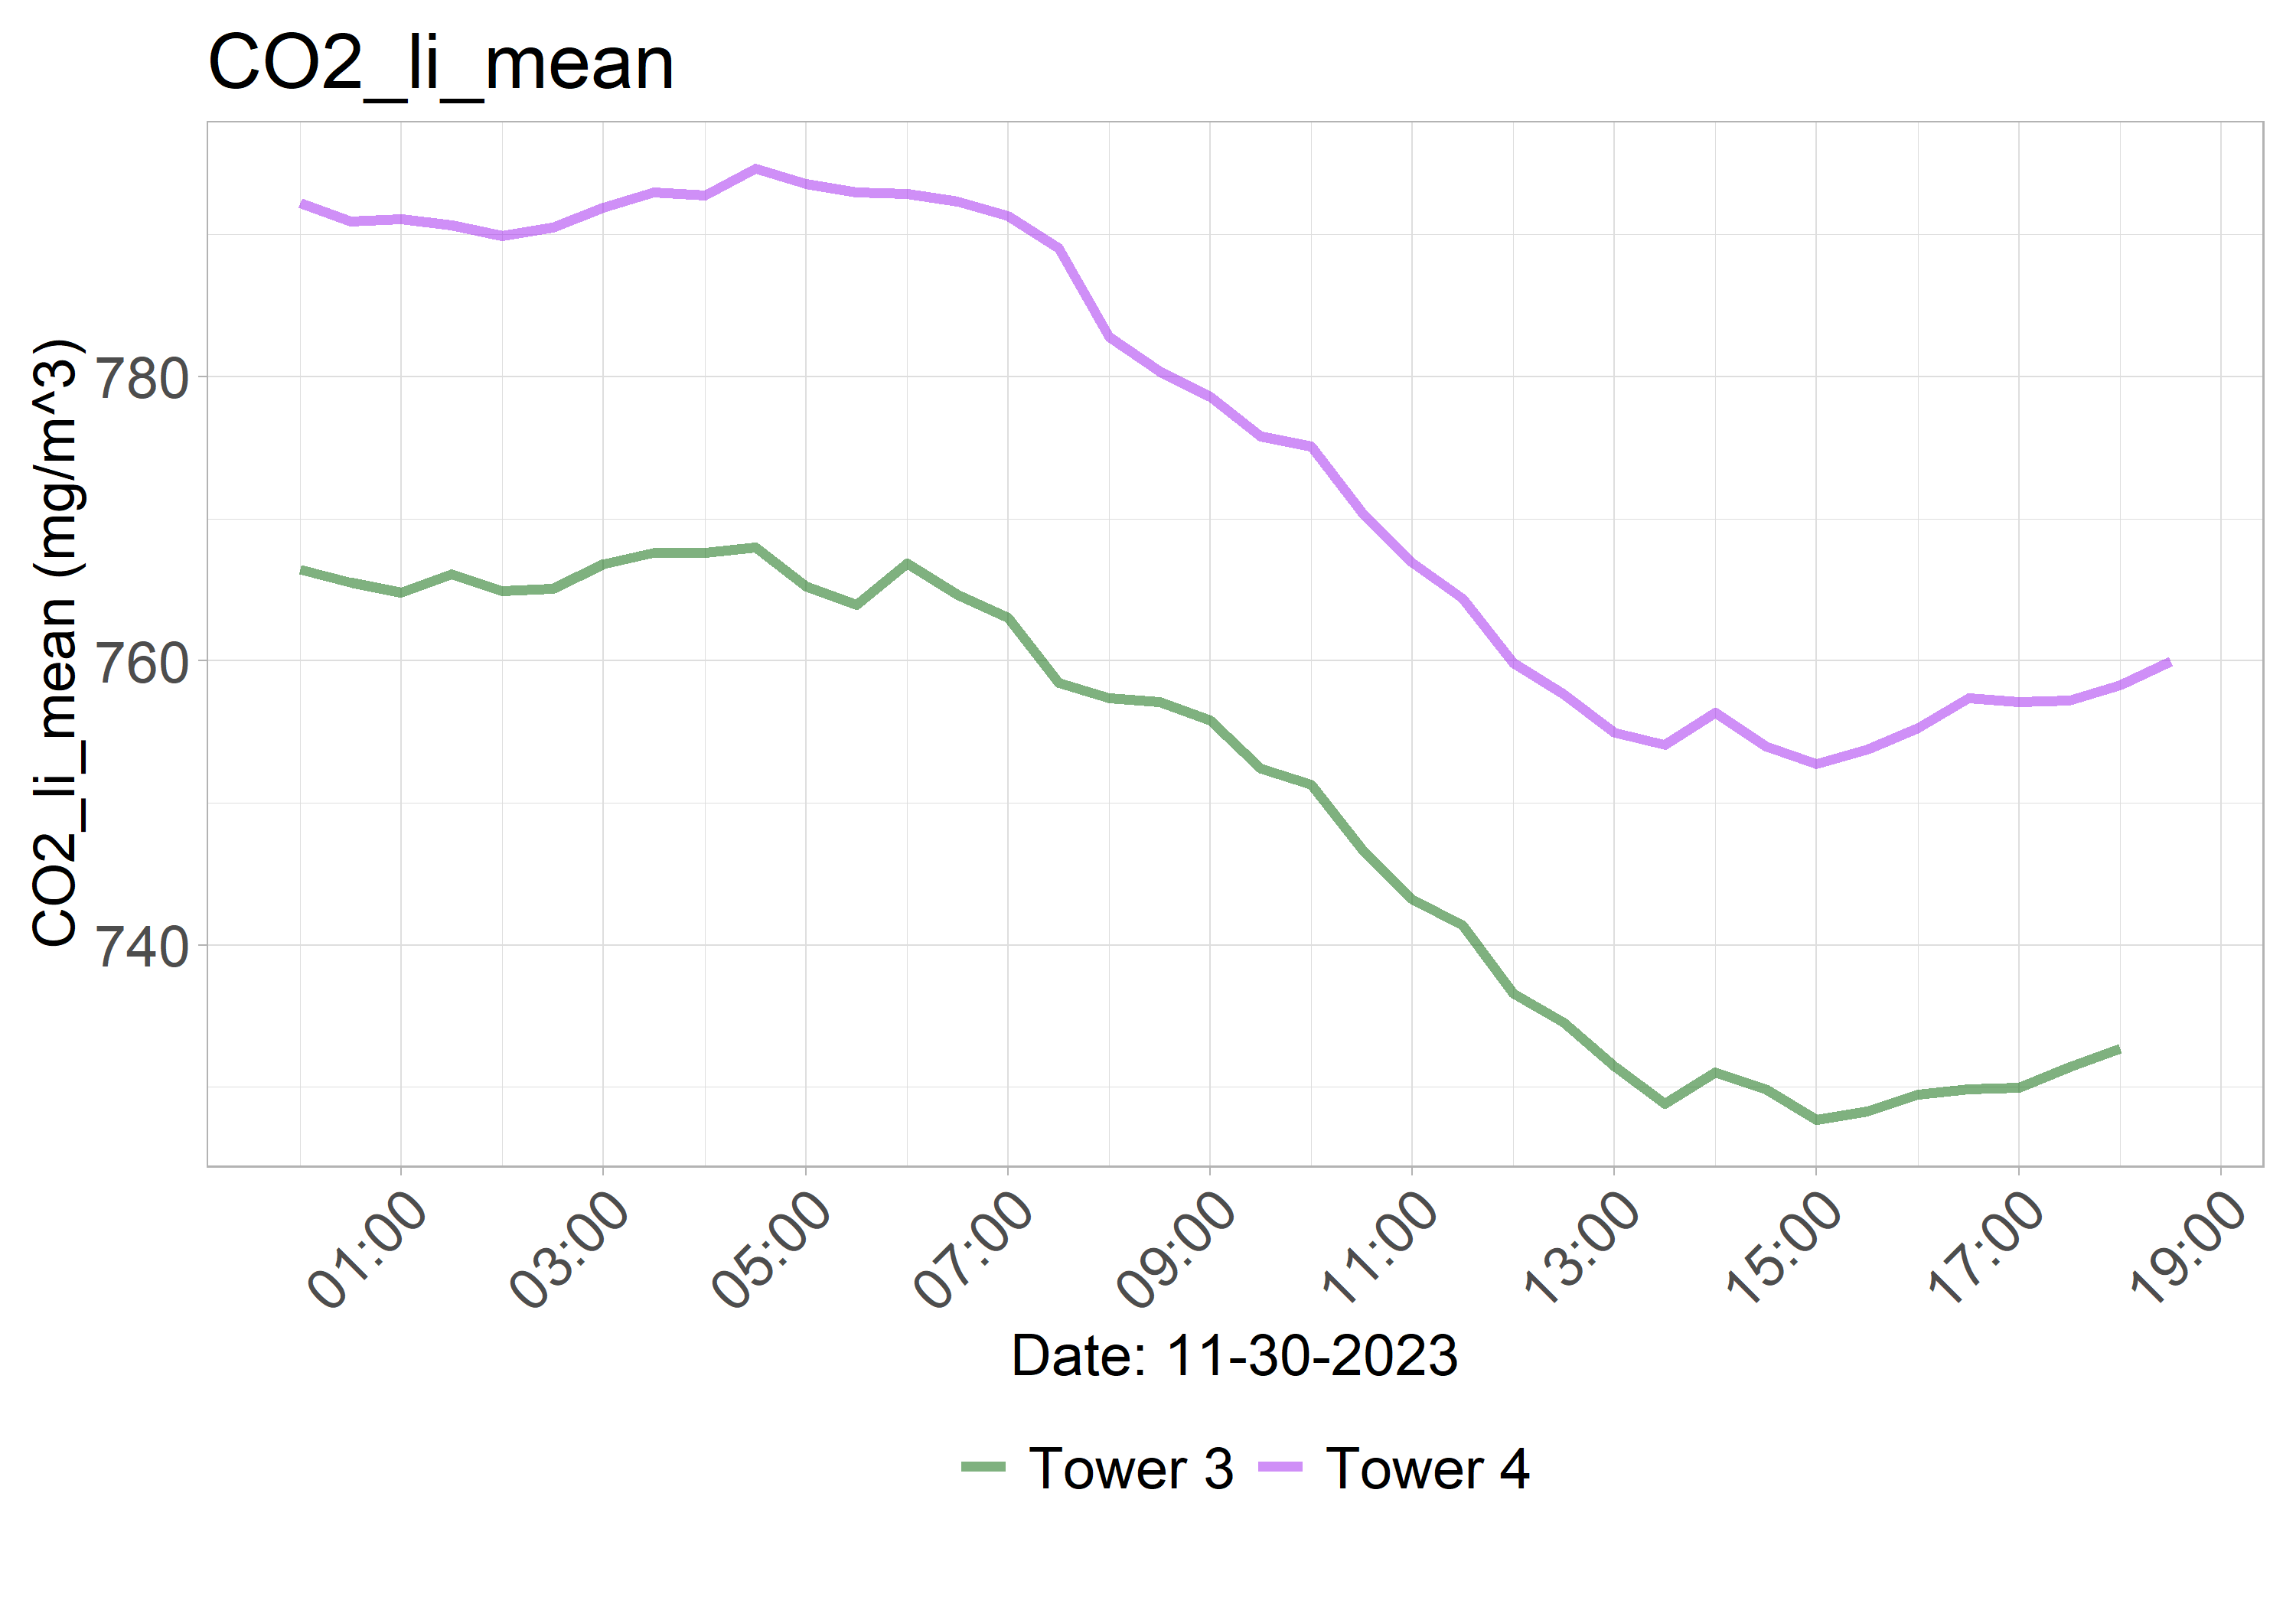 CO2_li_mean
CO2_li_mean (mg/m^3)
780
760
740
01:00 03:00 05:00 07:00 09:00 11:00 13:00 15:00 17:00 19:00
Date: 11-30-2023
Tower 3 Tower 4